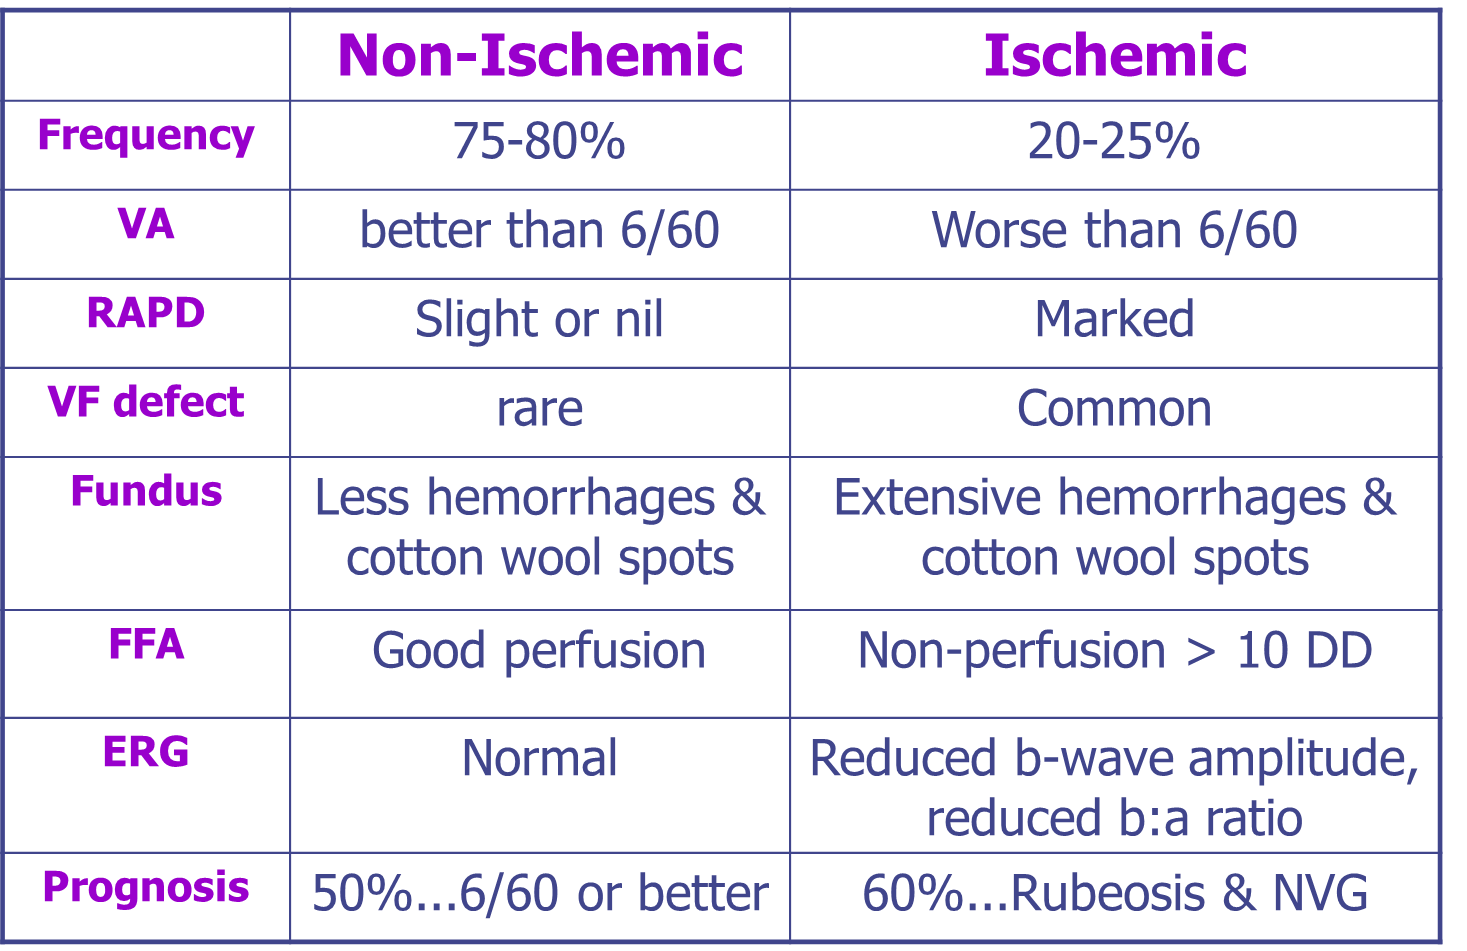 Non-Ischemic Ischemic
Frequency 75-80% 20-25%
VA better than 6/60 Worse than 6/60
RAPD Slight or nil Marked
VF defect rare Common
Fundus Less hemorrhages & Extensive hemorrhages &
cotton wool spots cotton wool spots
FFA Good perfusion Non-perfusion > 10 DD
ERG Normal Reduced b-wave amplitude,
reduced b:a ratio
Prognosis 50%...6/60 or better 60%...Rubeosis & NVG